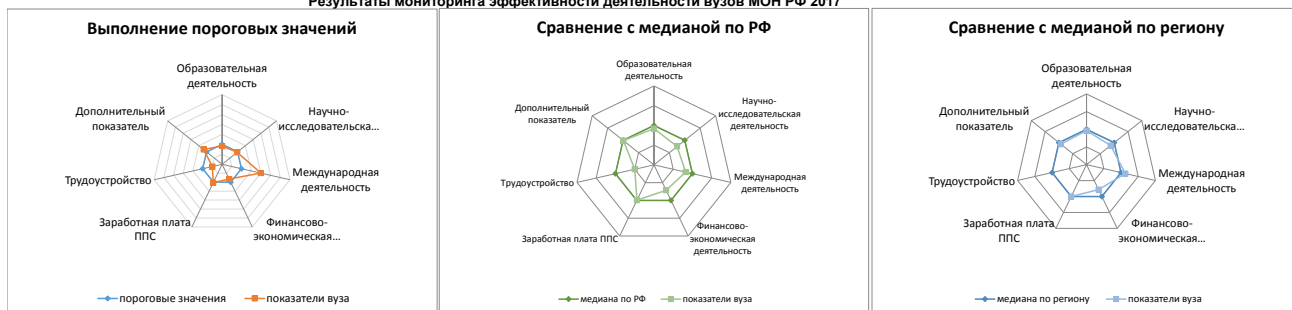 Результаты мониторинга эффективности деятельности вузов МОН РФ 2017
Выполнение пороговых значений
Образовательная
деятельность
Научно-
исследовательска...
Международная
деятельность
Финансово-
экономическая...
Заработная плата
ППС
Трудоустройство
Дополнительный
показатель
пороговые значения
показатели вуза
Сравнение с медианой по РФ
Образовательная
деятельность
Научно-
исследовательская
деятельность
Международная
деятельность
Финансово-
экономическая деятельность
Заработная плата ППС
Трудоустройство
Дополнительный
показатель
медиана по РФ
показатели вуза
Сравнение с медианой по региону
Образовательная
деятельность
Научно-
исследовательска...
Международная
деятельность
Финансово-
экономическая...
Заработная плата
ППС
Трудоустройство
Дополнительный
показатель
медиана по региону
показатели вуза